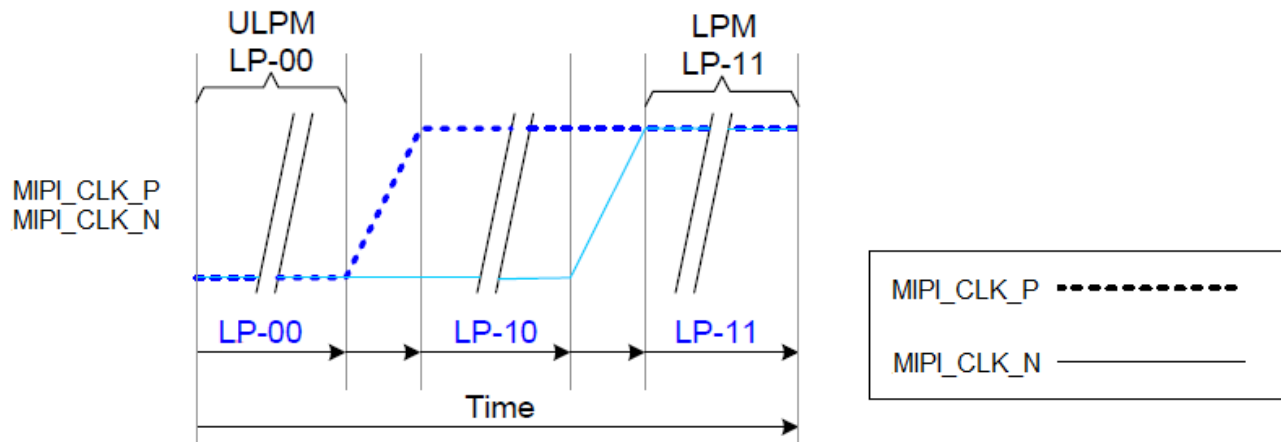 ULPM
LP-00
LPM
LP-11
MIPI_CLK_P
MIPI_CLK_N
LP-00
LP-10
LP-11
Time
MIPI_CLK_P
MIPI_CLK_N